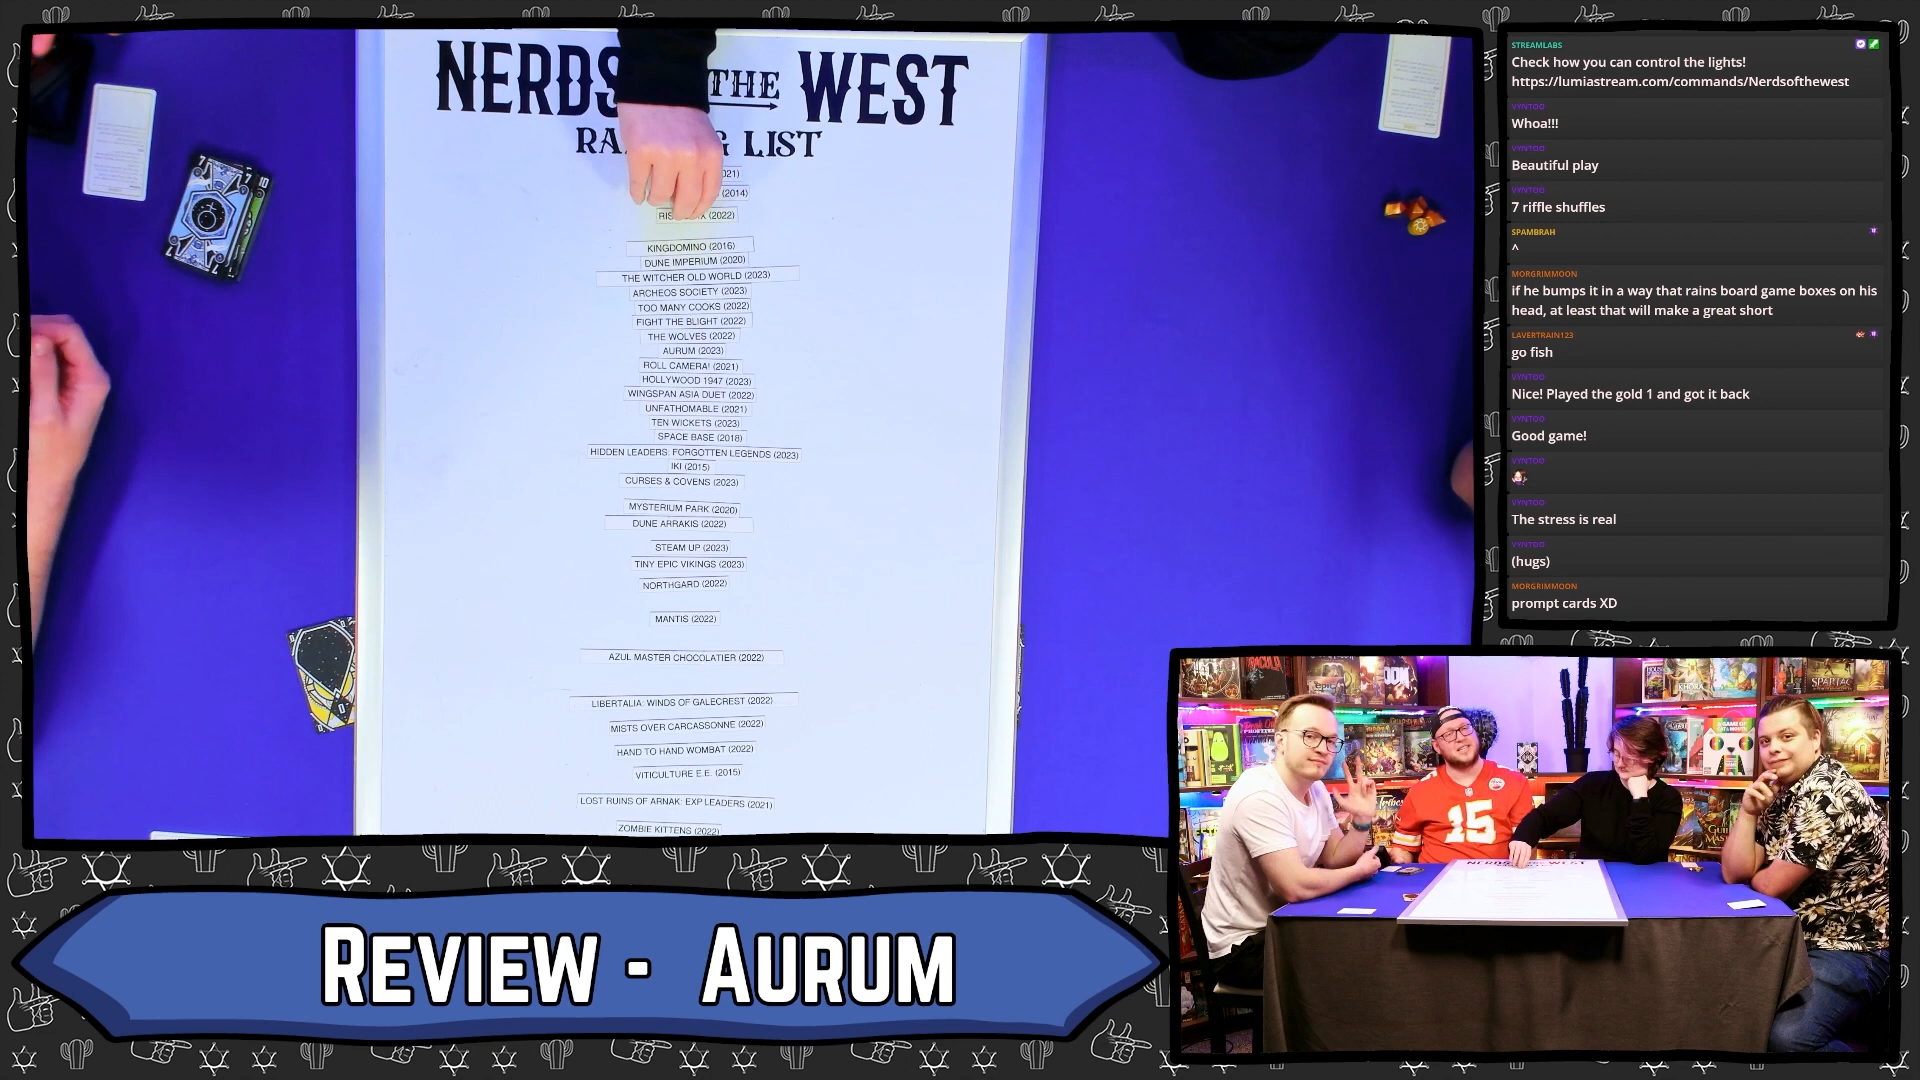 NERDS THE WEST
LIST
(2014)
(2022)
KINGDOMINO (2016)
DUNE IMPERIUM (2020)
THE WITCHER OLD WORLD (2023)
ARCHEOS SOCIETY (2023)
TOO MANY COOKS (2022)
FIGHT THE BLIGHT (2022)
THE WOLVES (2022)
AURUM (2023)
ROLL CAMERA! (2021)
HOLLYWOOD 1947 (2023)
WINGSPAN ASIA DUET (2022)
UNFATHOMABLE (2021)
TEN WICKETS (2023)
SPACE BASE (2018)
HIDDEN LEADERS: FORGOTTEN LEGENDS (2023)
IKI (2015)
CURSES & COVENS (2023)
MYSTERIUM PARK (2020)
DUNE ARRAKIS (2022)
STEAM UP (2023)
TINY EPIC VIKINGS (2023)
NORTHGARD (2022)
MANTIS (2022)
AZUL MASTER CHOCOLATIER (2022)
LIBERTALIA: WINDS OF GALECREST (2022)
MISTS OVER CARCASSONNE (2022)
HAND TO HAND WOMBAT (2022)
VITICULTURE E.E. (2015)
LOST RUINS OF ARNAK: EXP LEADERS (2021)
ZOMBIE KITTENS (2022)
STREAMLABS
Check how you can control the lights!
https://lumiastream.com/commands/Nerdsofthewest
VYNTOO
Whoa!!!
VYNTOO
Beautiful play
VYNTOO
7 riffle shuffles
SPAMBRAH
^
MORGRIMMOON
if he bumps it in a way that rains board game boxes on his
head, at least that will make a great short
LAVERTRAIN123
go fish
VYNTOO
Nice! Played the gold 1 and got it back
VYNTOO
Good game!
VYNTOO
VYNTOO
The stress is real
VYNTOO
(hugs)
MORGRIMMOON
prompt cards XD
15
REVIEW - AURUM